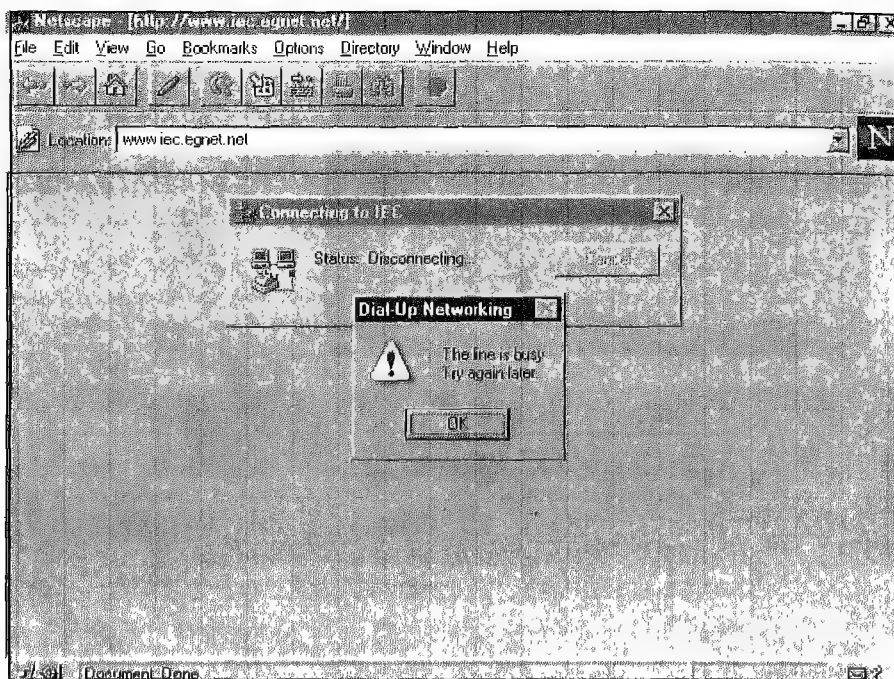 Netscape - [http://www.iec.egnet.net/]
File Edit View Go Bookmarks Options Directory Window Help
Location: www.iec.egnet.net
N
Connecting to IEC
Status: Disconnecting...
Cancel
Dial-Up Networking
The line is busy.
Try again later.
OK
Document: Done